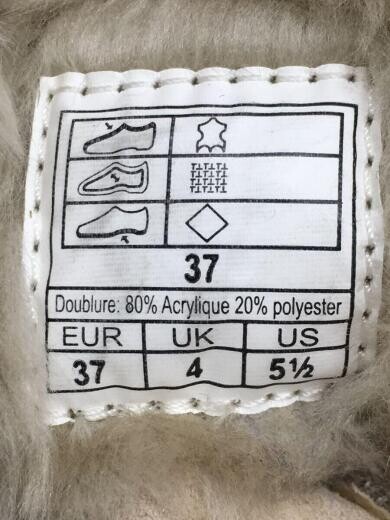 37
Doublure: 80% Acrylique 20% polyester
EUR UK US
37 4 5½